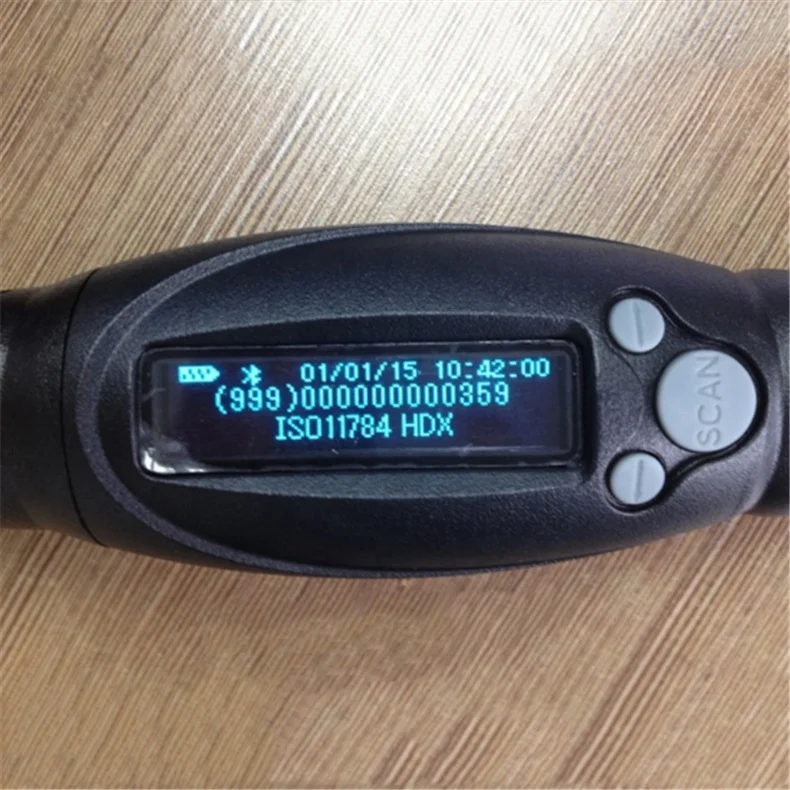 01/01/15 10:42:00
(999)000000000359
ISO11784 HDX
SCAN